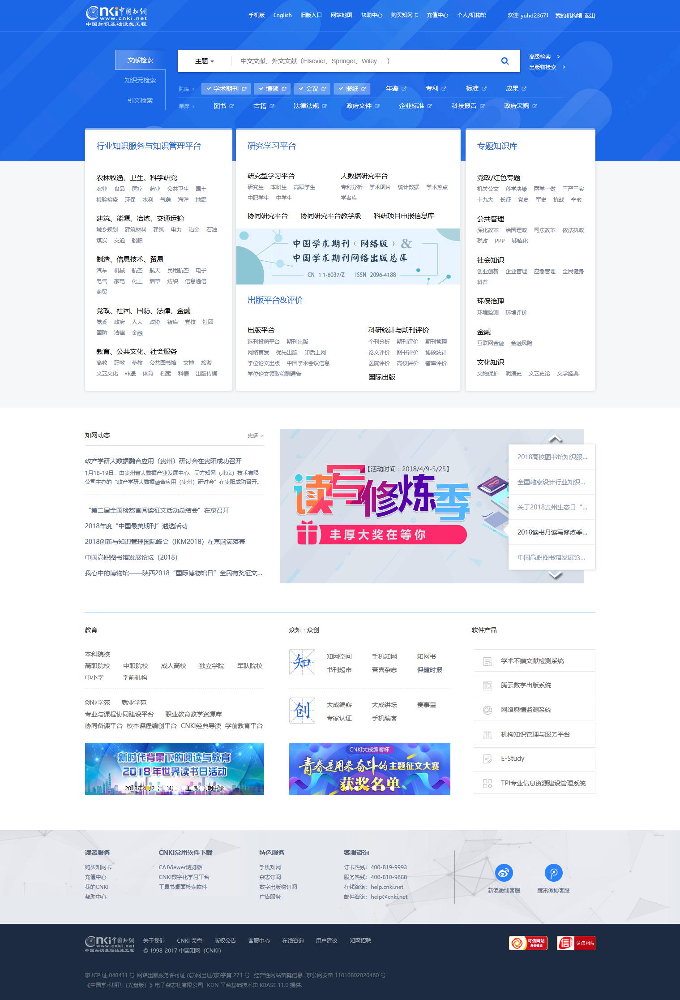 cnki中国知网
www.cnki.net
中国知识基础设施工程
手机版 English 旧版入口 网站地图 帮助中心 购买知网卡 充值中心 个人/机构馆 欢迎 yuhd2367! 我的机构馆 退出
文献检索
知识元检索
引文检索
主题 中文文献、外文文献（Elsevier、Springer、Wiley......）
高级检索 >
出版物检索 >
跨库 > 学术期刊 博硕 会议 报纸 年鉴 专利 标准 成果
单库 > 图书 古籍 法律法规 政府文件 企业标准 科技报告 政府采购
行业知识服务与知识管理平台
农林牧渔、卫生、科学研究
农业 食品 医疗 药业 公共卫生 国土
检验检疫 环保 水利 气象 海洋 地震
建筑、能源、冶炼、交通运输
城乡规划 建筑材料 建筑 电力 冶金 石油
煤炭 交通 船舶
制造、信息技术、贸易
汽车 机械 航空 航天 民用航空 电子
电气 家电 化工 烟草 纺织 信息通信
商贸
党政、社团、国防、法律、金融
党委 政府 人大 政协 智库 党校 社团
国防 法律 金融
教育、公共文化、社会服务
高教 职教 基教 公共图书馆 文博 旅游
文艺文化 非遗 体育 档案 科情 出版传媒
研究学习平台
研究型学习平台
研究生 本科生 高职学生
中职学生 中学生
大数据研究平台
专利分析 学术图片 统计数据 学术热点
学者库
协同研究平台 协同研究平台教学版 科研项目申报信息库
中国学术期刊（网络版）&
中国学术期刊网络出版总库
CN 11-6037/Z ISSN 2096-4188
出版平台&评价
出版平台
选刊投稿平台 期刊出版
网络首发 优先出版 印后上网
学位论文出版 中国学术会议信息
学位论文领取稿酬通告
科研统计与期刊评价
个刊分析 期刊评价 期刊管理
论文评价 图书评价 博硕统计
医院评价 高校评价 智库评价
国际出版
专题知识库
党政/红色专题
机关公文 科学决策 两学一做 三严三实
十九大 长征 党史 军史 抗战 辛亥
公共管理
深化改革 治国理政 司法改革 依法执政
税改 PPP 城镇化
社会知识
创业创新 企业管理 应急管理 全民健身
科普
环保治理
环境监测 环境评价
金融
互联网金融 金融风险
文化知识
文物保护 明清史 文艺史论 文学经典
知网动态 更多 >
政产学研大数据融合应用（贵州）研讨会在贵阳成功召开
1月18-19日，由贵州省大数据产业发展中心、同方知网（北京）技术有限
公司主办的“政产学研大数据融合应用（贵州）研讨会”在贵阳成功召开。
“第二届全国检察官阅读征文活动总结会”在京召开
2018年度“中国最美期刊”遴选活动
2018创新与知识管理国际峰会（iKM2018）在京圆满落幕
中国高职图书馆发展论坛（2018）
我心中的博物馆——陕西2018“国际博物馆日”全民有奖征文...
【活动时间：2018/4/9-5/25】
读写修炼季
丰厚大奖在等你
2018高校图书馆知识服...
全国勘察设计行业知识...
关于2018贵州生态日“...
2018读书月读写修炼季...
中国高职图书馆发展论...
教育
本科院校
高职院校 中职院校 成人高校 独立学院 军队院校
中小学 学前机构
创业学苑 就业学苑
专业与课程协同建设平台 职业教育教学资源库
协同备课平台 校本课程编创平台 CNKI经典导读 学前教育平台
新时代背景下的阅读与教育
2018年世界读书日活动
众知 · 众创
知
知网空间 手机知网 知网书
书刊超市 吾喜杂志 保健时报
创
大成编客 大成讲坛 赛事星
专家认证 手机编客
CNKI大成编客杯
青春是用来奋斗的主题征文大赛
获奖名单
软件产品
学术不端文献检测系统
腾云数字出版系统
网络舆情监测系统
机构知识管理与服务平台
E-Study
TPI专业信息资源建设管理系统
读者服务
购买知网卡
充值中心
我的CNKI
帮助中心
CNKI常用软件下载
CAJViewer浏览器
CNKI数字化学习平台
工具书桌面检索软件
特色服务
手机知网
杂志订阅
数字出版物订阅
广告服务
客服咨询
订卡热线：400-819-9993
服务热线：400-810-9888
在线咨询：help.cnki.net
邮件咨询：help@cnki.net
新浪微博客服 腾讯微博客服
cnki中国知网
www.cnki.net
中国知识基础设施工程
关于我们 CNKI 荣誉 版权公告 客服中心 在线咨询 用户建议 知网招聘
© 1998-2017 中国知网（CNKI）
可信网站
身份验证
信 诚信网站
京 ICP 证 040431 号 网络出版服务许可证 (总)网出证(京)字第 271 号 经营性网站备案信息 京公网安备 11010802020460 号
《中国学术期刊（光盘版）》电子杂志社有限公司 KDN 平台基础技术由 KBASE 11.0 提供.